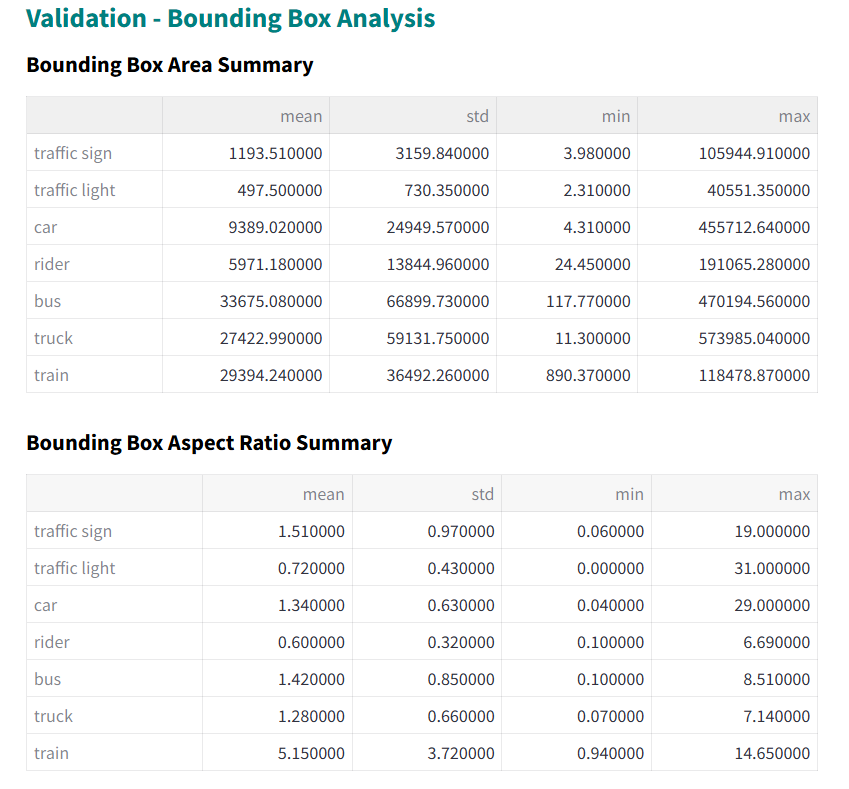 Validation - Bounding Box Analysis
Bounding Box Area Summary
mean std min max
traffic sign 1193.510000 3159.840000 3.980000 105944.910000
traffic light 497.500000 730.350000 2.310000 40551.350000
car 9389.020000 24949.570000 4.310000 455712.640000
rider 5971.180000 13844.960000 24.450000 191065.280000
bus 33675.080000 66899.730000 117.770000 470194.560000
truck 27422.990000 59131.750000 11.300000 573985.040000
train 29394.240000 36492.260000 890.370000 118478.870000
Bounding Box Aspect Ratio Summary
mean std min max
traffic sign 1.510000 0.970000 0.060000 19.000000
traffic light 0.720000 0.430000 0.000000 31.000000
car 1.340000 0.630000 0.040000 29.000000
rider 0.600000 0.320000 0.100000 6.690000
bus 1.420000 0.850000 0.100000 8.510000
truck 1.280000 0.660000 0.070000 7.140000
train 5.150000 3.720000 0.940000 14.650000